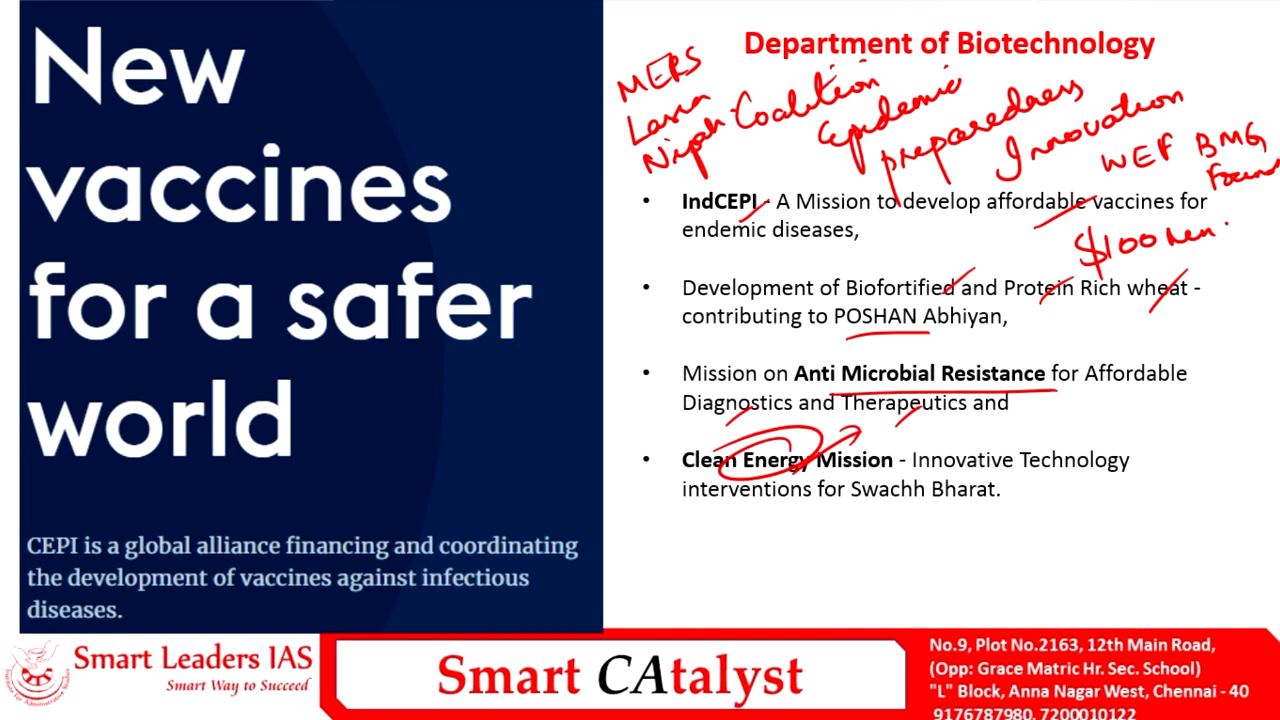 New
vaccines
for a safer
world
CEPI is a global alliance financing and coordinating
the development of vaccines against infectious
diseases.
Department of Biotechnology
MERS
Lassa
Nipah Coalition
Epidemic
preparedness
Innovation
WEF BMG
$100
• IndCEPI - A Mission to develop affordable vaccines for
endemic diseases,
• Development of Biofortified and Protein Rich wheat -
contributing to POSHAN Abhiyan,
• Mission on Anti Microbial Resistance for Affordable
Diagnostics and Therapeutics and
• Clean Energy Mission - Innovative Technology
interventions for Swachh Bharat.
Smart Leaders IAS
Smart Way to Succeed
Smart CAtalyst
No.9, Plot No.2163, 12th Main Road,
(Opp: Grace Matric Hr. Sec. School)
"L" Block, Anna Nagar West, Chennai - 40
9176787980, 7200010122